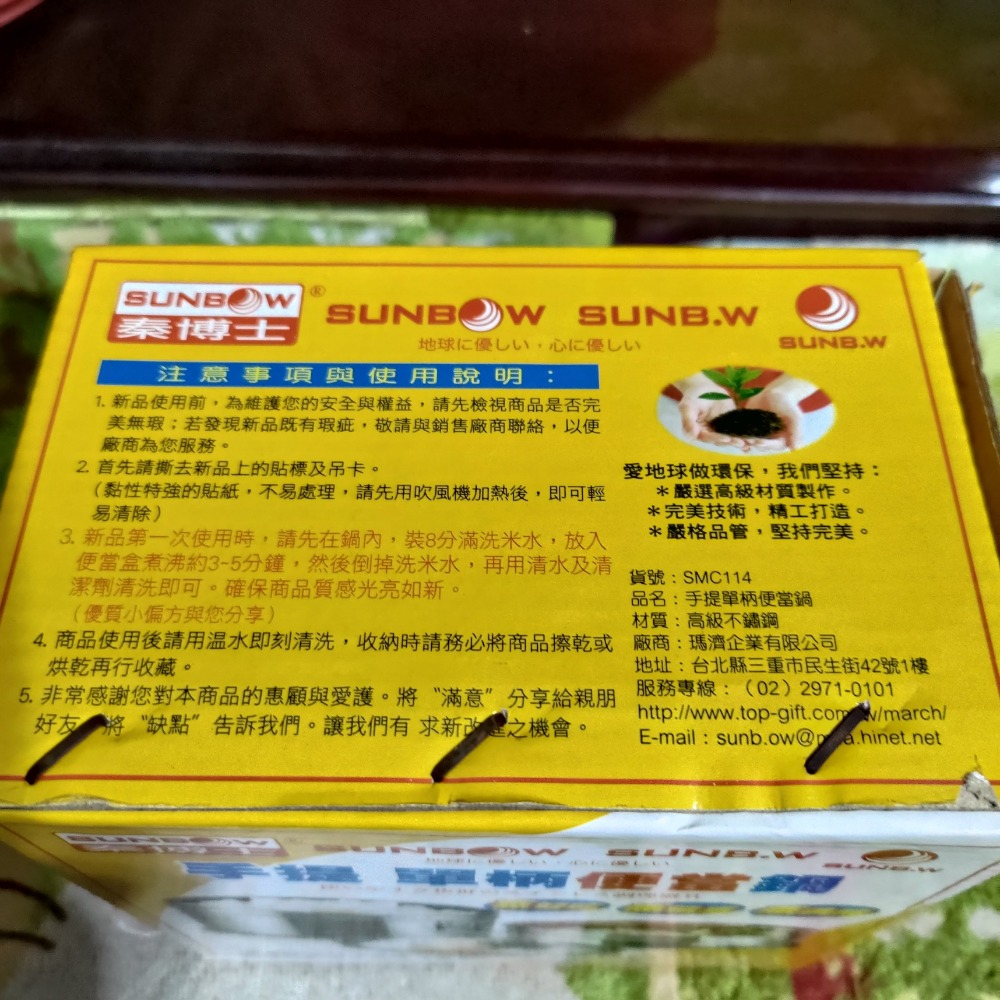 SUNBOW®
秦博士
SUNBOW SUNB.W
地球に優しい・心に優しい
SUNB.W
注意事項與使用說明：
1. 新品使用前，為維護您的安全與權益，請先檢視商品是否完
美無瑕；若發現新品既有瑕疵，敬請與銷售廠商聯絡，以便
廠商為您服務。
2. 首先請撕去新品上的貼標及吊卡。
（黏性特強的貼紙，不易處理，請先用吹風機加熱後，即可輕
易清除）
3. 新品第一次使用時，請先在鍋內，裝8分滿洗米水，放入
便當盒煮沸約3-5分鐘，然後倒掉洗米水，再用清水及清
潔劑清洗即可。確保商品質感光亮如新。
（優質小偏方與您分享）
4. 商品使用後請用温水即刻清洗，收納時請務必將商品擦乾或
烘乾再行收藏。
5. 非常感謝您對本商品的惠顧與愛護。將〝滿意〞分享給親朋
好友 將〝缺點〞告訴我們。讓我們有 求新改進之機會。
愛地球做環保，我們堅持：
＊嚴選高級材質製作。
＊完美技術，精工打造。
＊嚴格品管，堅持完美。
貨號：SMC114
品名：手提單柄便當鍋
材質：高級不鏽鋼
廠商：瑪濟企業有限公司
地址：台北縣三重市民生街42號1樓
服務專線：（02）2971-0101
http://www.top-gift.com w/march/
E-mail：sunb.ow@ a.hinet.net
SUNBOW
SUNBOW SUNB.W
SUNB.W
手提 單柄便當鍋